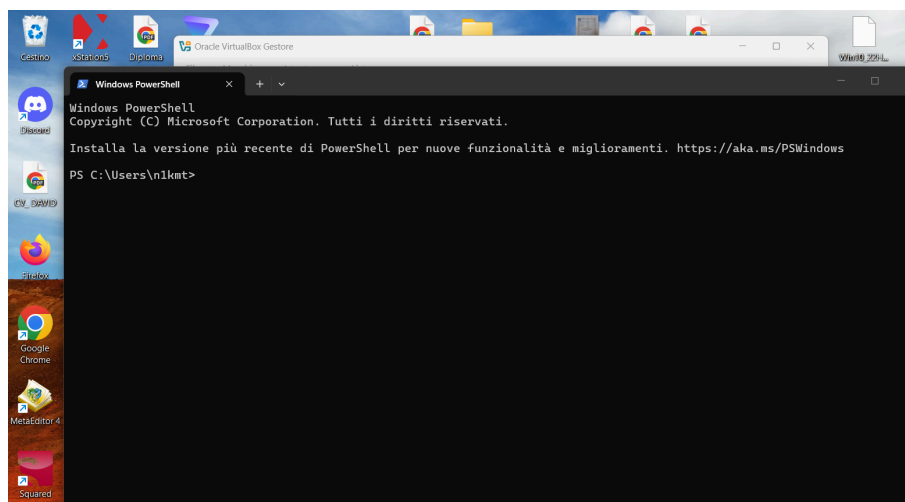 Cestino
xStation5
Diploma
Oracle VirtualBox Gestore
Win10_22H...
Windows PowerShell
Discord
CV_DAVID
Firefox
Google
Chrome
MetaEditor 4
Squared
Windows PowerShell
Copyright (C) Microsoft Corporation. Tutti i diritti riservati.
Installa la versione più recente di PowerShell per nuove funzionalità e miglioramenti. https://aka.ms/PSWindows
PS C:\Users\n1kmt>